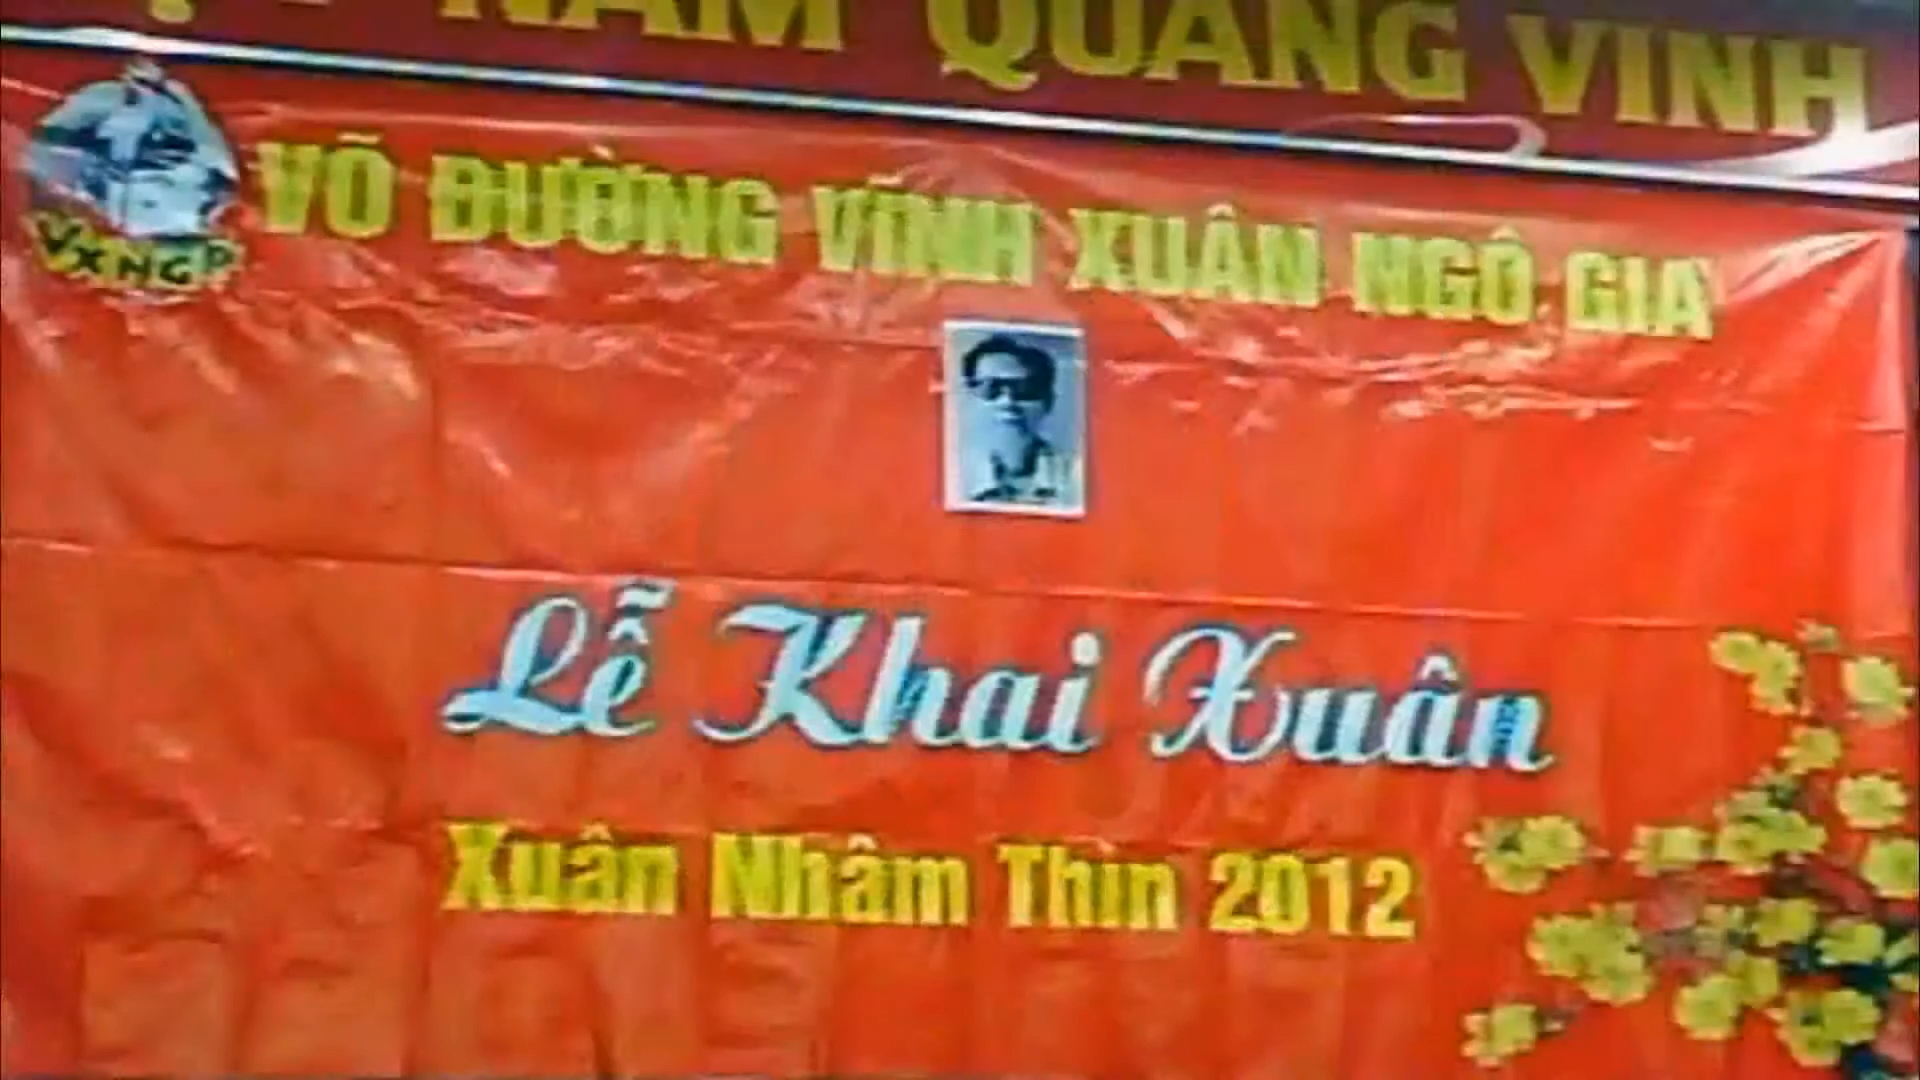 NAM QUANG VINH
VÕ ĐƯỜNG VĨNH XUÂN NGÔ GIA
VXNGP
Lễ Khai Xuân
Xuân Nhâm Thìn 2012